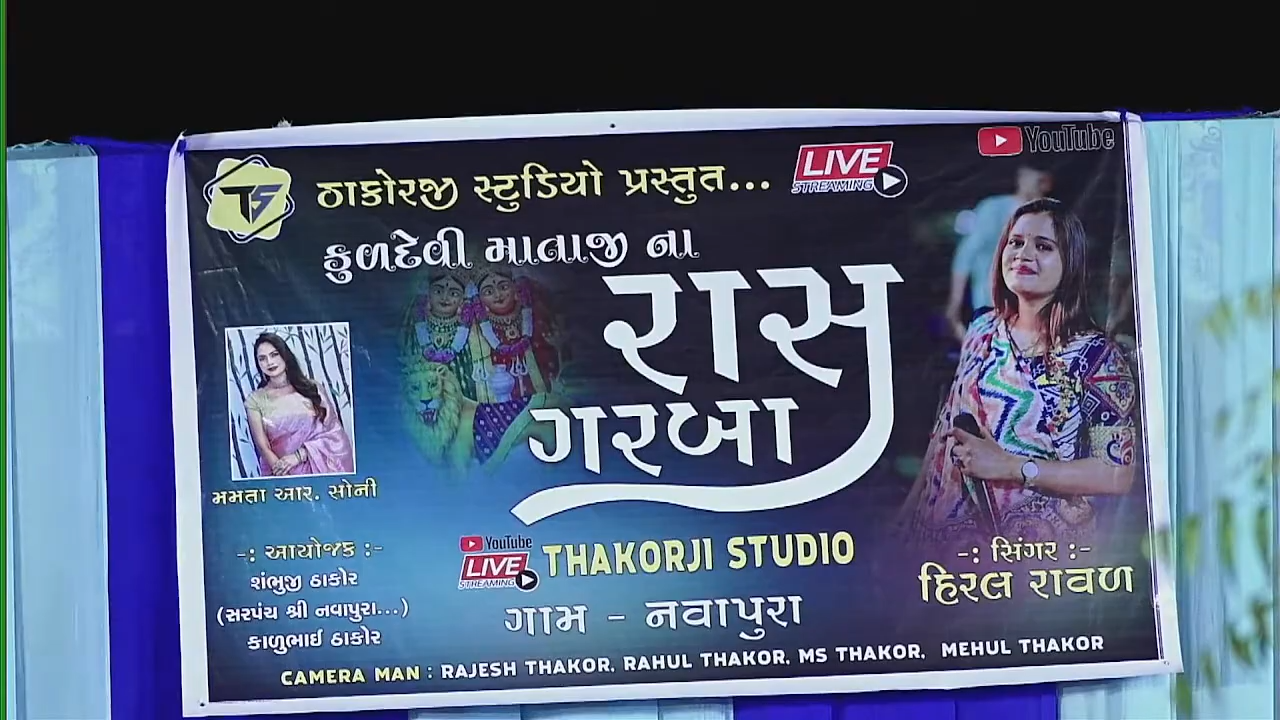 TS
ઠાકોરજી સ્ટુડિયો પ્રસ્તુત...
LIVE
STREAMING
YouTube
કુળદેવી માતાજી ના
રાસ
ગરબા
મમતા આર. સોની
-: આયોજક :-
શંભુજી ઠાકોર
(સરપંચ શ્રી નવાપુરા...)
કાળુભાઈ ઠાકોર
YouTube
LIVE
STREAMING
THAKORJI STUDIO
ગામ - નવાપુરા
-: સિંગર :-
હિરલ રાવળ
CAMERA MAN : RAJESH THAKOR. RAHUL THAKOR. MS THAKOR. MEHUL THAKOR